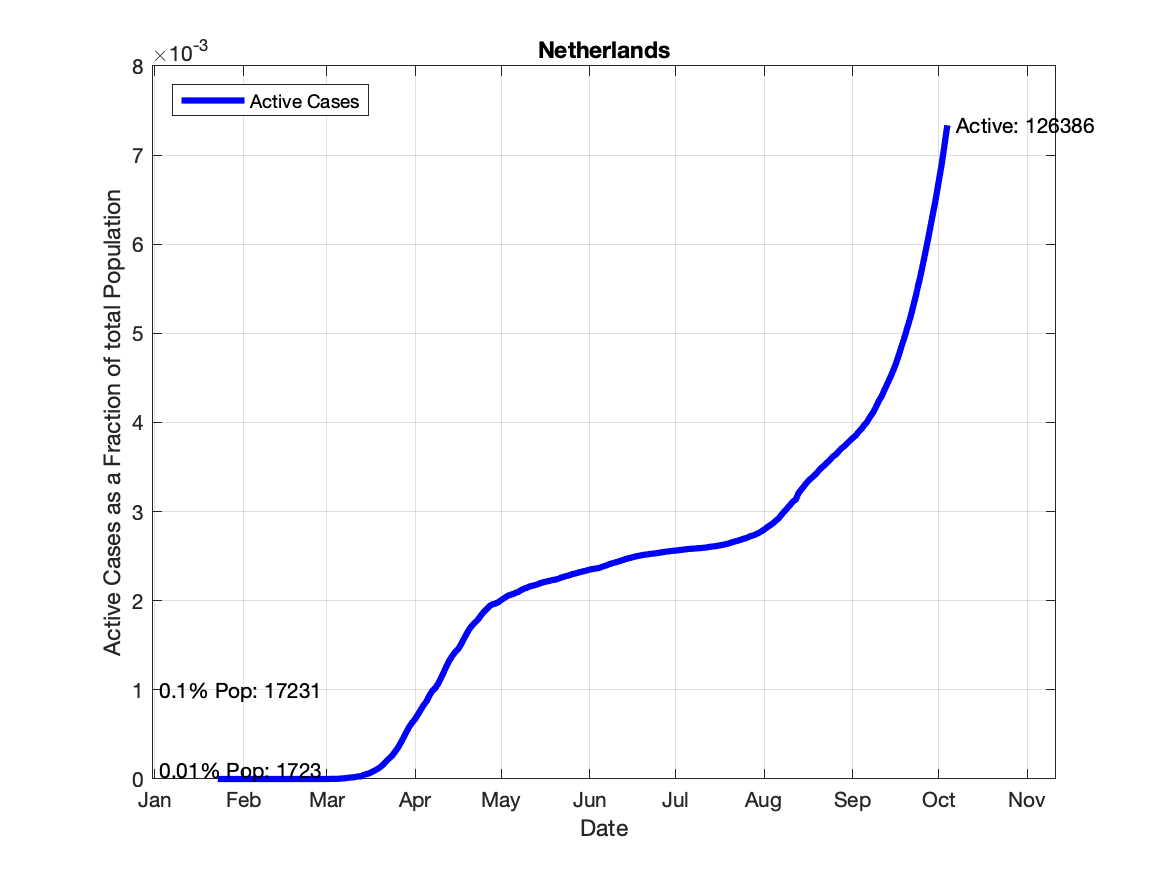 Netherlands
×10-3
Active Cases
Active: 126386
8
7
6
5
4
3
2
1
0
Active Cases as a Fraction of total Population
0.1% Pop: 17231
0.01% Pop: 1723
Jan Feb Mar Apr May Jun Jul Aug Sep Oct Nov
Date